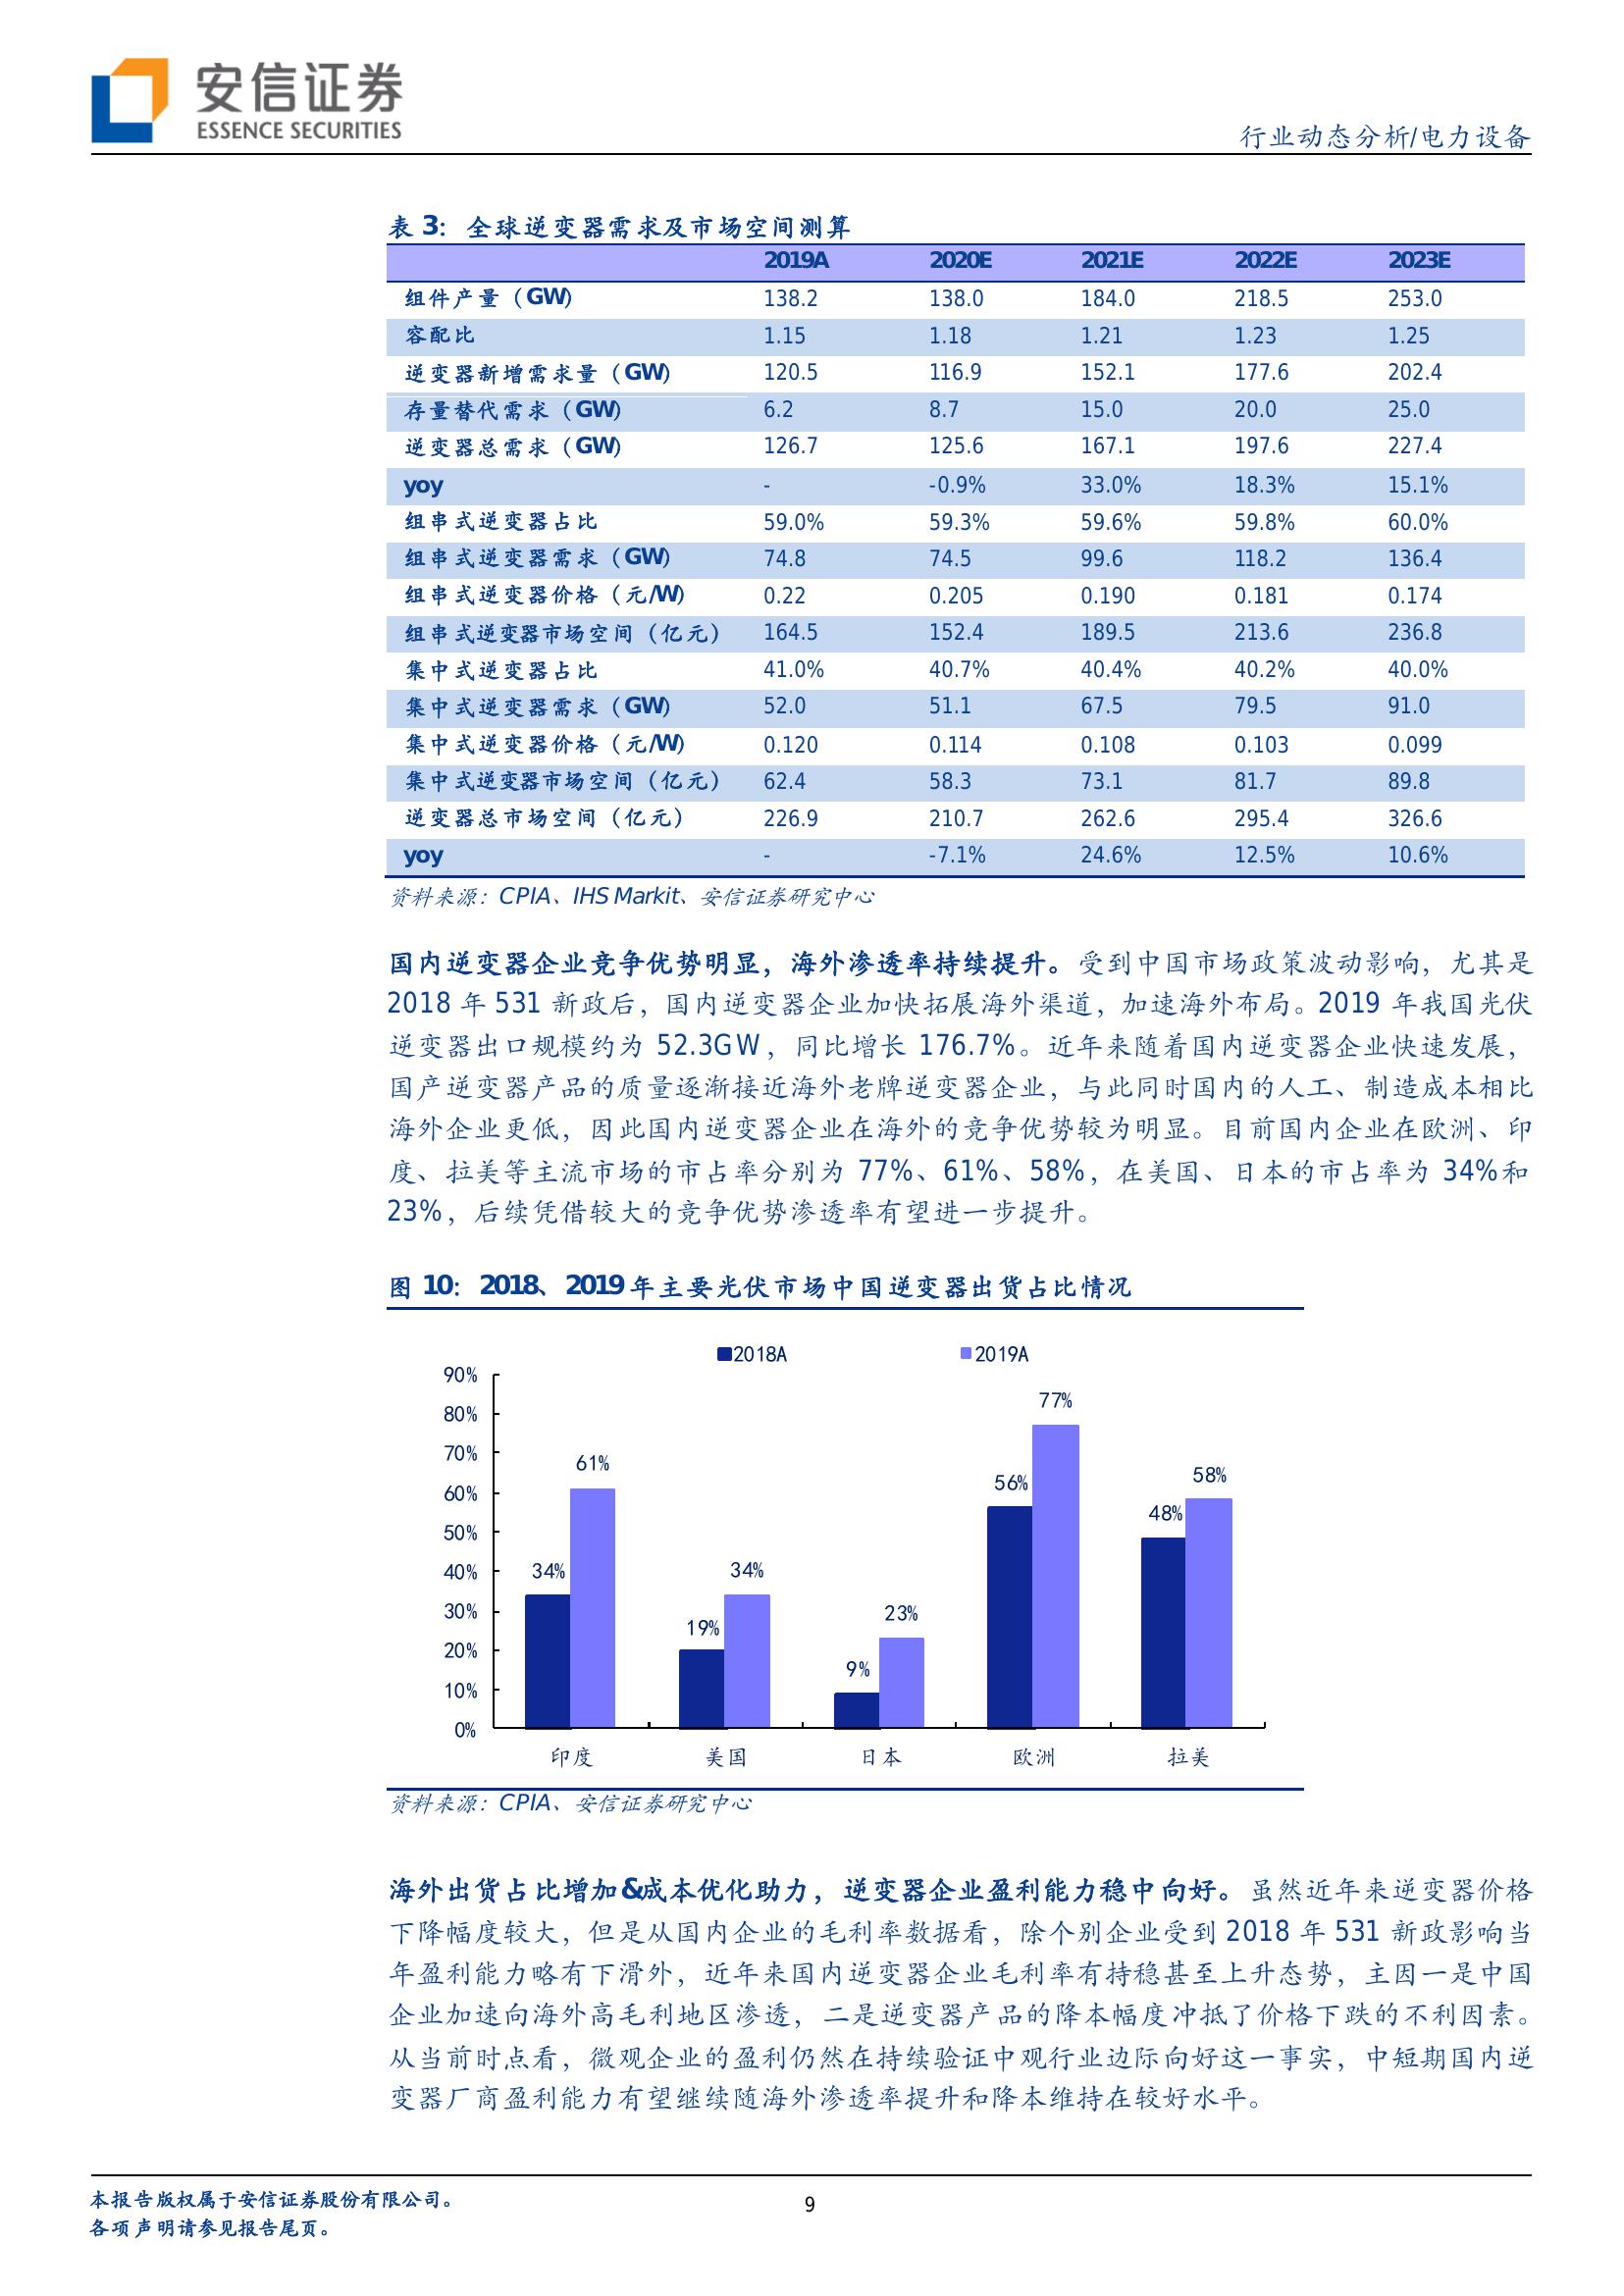 安信证券
ESSENCE SECURITIES
行业动态分析/电力设备
表 3：全球逆变器需求及市场空间测算
2019A 2020E 2021E 2022E 2023E
组件产量（GW） 138.2 138.0 184.0 218.5 253.0
容配比 1.15 1.18 1.21 1.23 1.25
逆变器新增需求量（GW） 120.5 116.9 152.1 177.6 202.4
存量替代需求（GW） 6.2 8.7 15.0 20.0 25.0
逆变器总需求（GW） 126.7 125.6 167.1 197.6 227.4
yoy - -0.9% 33.0% 18.3% 15.1%
组串式逆变器占比 59.0% 59.3% 59.6% 59.8% 60.0%
组串式逆变器需求（GW） 74.8 74.5 99.6 118.2 136.4
组串式逆变器价格（元/W） 0.22 0.205 0.190 0.181 0.174
组串式逆变器市场空间（亿元） 164.5 152.4 189.5 213.6 236.8
集中式逆变器占比 41.0% 40.7% 40.4% 40.2% 40.0%
集中式逆变器需求（GW） 52.0 51.1 67.5 79.5 91.0
集中式逆变器价格（元/W） 0.120 0.114 0.108 0.103 0.099
集中式逆变器市场空间（亿元） 62.4 58.3 73.1 81.7 89.8
逆变器总市场空间（亿元） 226.9 210.7 262.6 295.4 326.6
yoy - -7.1% 24.6% 12.5% 10.6%
资料来源：CPIA、IHS Markit、安信证券研究中心
国内逆变器企业竞争优势明显，海外渗透率持续提升。受到中国市场政策波动影响，尤其是
2018 年 531 新政后，国内逆变器企业加快拓展海外渠道，加速海外布局。2019 年我国光伏
逆变器出口规模约为 52.3GW，同比增长 176.7%。近年来随着国内逆变器企业快速发展，
国产逆变器产品的质量逐渐接近海外老牌逆变器企业，与此同时国内的人工、制造成本相比
海外企业更低，因此国内逆变器企业在海外的竞争优势较为明显。目前国内企业在欧洲、印
度、拉美等主流市场的市占率分别为 77%、61%、58%，在美国、日本的市占率为 34%和
23%，后续凭借较大的竞争优势渗透率有望进一步提升。
图 10：2018、2019 年主要光伏市场中国逆变器出货占比情况
2018A 2019A
90%
80%
70%
60%
50%
40%
30%
20%
10%
0%
34% 61%
19% 34%
9% 23%
56% 77%
48% 58%
印度 美国 日本 欧洲 拉美
资料来源：CPIA、安信证券研究中心
海外出货占比增加&成本优化助力，逆变器企业盈利能力稳中向好。虽然近年来逆变器价格
下降幅度较大，但是从国内企业的毛利率数据看，除个别企业受到 2018 年 531 新政影响当
年盈利能力略有下滑外，近年来国内逆变器企业毛利率有持稳甚至上升态势，主因一是中国
企业加速向海外高毛利地区渗透，二是逆变器产品的降本幅度冲抵了价格下跌的不利因素。
从当前时点看，微观企业的盈利仍然在持续验证中观行业边际向好这一事实，中短期国内逆
变器厂商盈利能力有望继续随海外渗透率提升和降本维持在较好水平。
本报告版权属于安信证券股份有限公司。
各项声明请参见报告尾页。
9